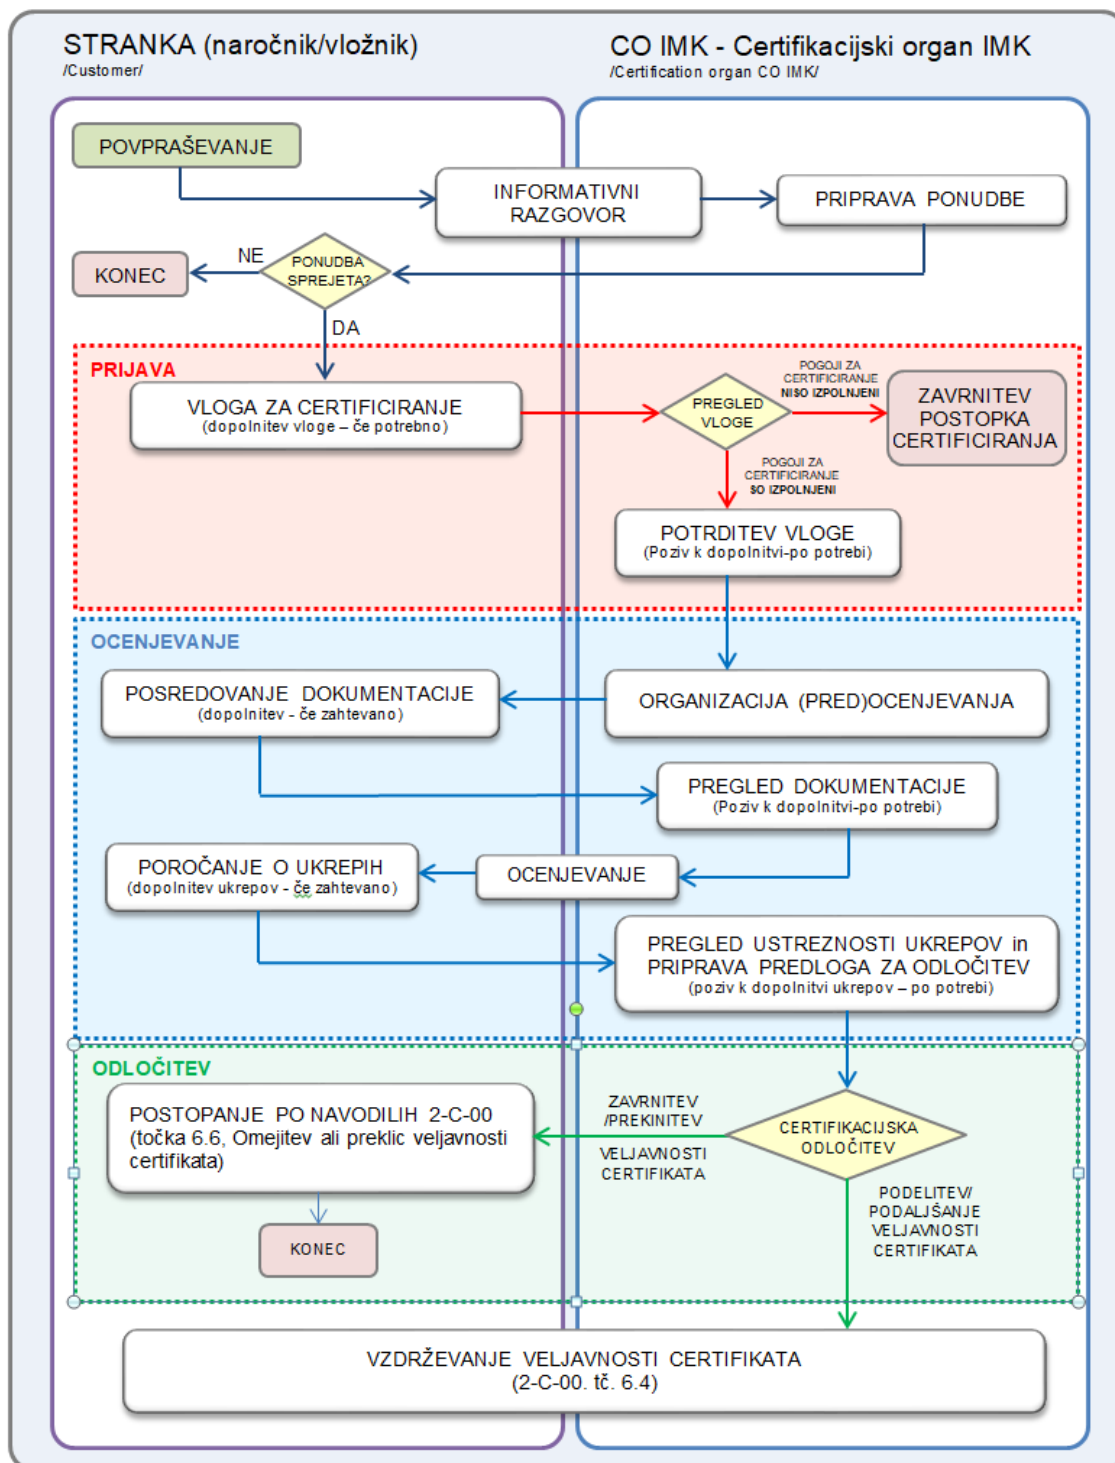 STRANKA (naročnik/vložnik)
/Customer/
CO IMK - Certifikacijski organ IMK
/Certification organ CO IMK/
POVPRAŠEVANJE
INFORMATIVNI
RAZGOVOR
PRIPRAVA PONUDBE
KONEC
NE
PONUDBA
SPREJETA?
DA
PRIJAVA
VLOGA ZA CERTIFICIRANJE
(dopolnitev vloge – če potrebno)
PREGLED
VLOGE
POGOJI ZA
CERTIFICIRANJE
NISO IZPOLNJENI
ZAVRNITEV
POSTOPKA
CERTIFICIRANJA
POGOJI ZA
CERTIFICIRANJE
SO IZPOLNJENI
POTRDITEV VLOGE
(Poziv k dopolnitvi-po potrebi)
OCENJEVANJE
POSREDOVANJE DOKUMENTACIJE
(dopolnitev - če zahtevano)
ORGANIZACIJA (PRED)OCENJEVANJA
PREGLED DOKUMENTACIJE
(Poziv k dopolnitvi-po potrebi)
POROČANJE O UKREPIH
(dopolnitev ukrepov - če zahtevano)
OCENJEVANJE
PREGLED USTREZNOSTI UKREPOV in
PRIPRAVA PREDLOGA ZA ODLOČITEV
(poziv k dopolnitvi ukrepov – po potrebi)
ODLOČITEV
POSTOPANJE PO NAVODILIH 2-C-00
(točka 6.6, Omejitev ali preklic veljavnosti
certifikata)
ZAVRNITEV
/PREKINITEV
VELJAVNOSTI
CERTIFIKATA
CERTIFIKACIJSKA
ODLOČITEV
PODELITEV/
PODALJŠANJE
VELJAVNOSTI
CERTIFIKATA
KONEC
VZDRŽEVANJE VELJAVNOSTI CERTIFIKATA
(2-C-00. tč. 6.4)